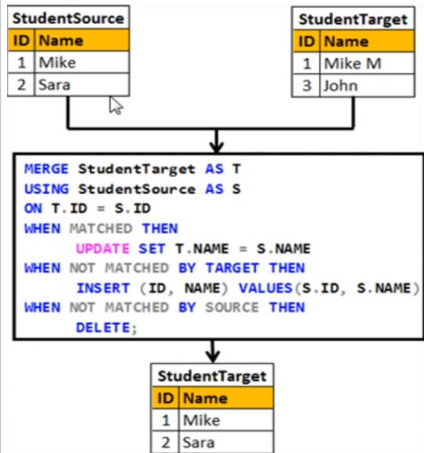 StudentSource
ID Name
1 Mike
2 Sara
StudentTarget
ID Name
1 Mike M
3 John
MERGE StudentTarget AS T
USING StudentSource AS S
ON T.ID = S.ID
WHEN MATCHED THEN
UPDATE SET T.NAME = S.NAME
WHEN NOT MATCHED BY TARGET THEN
INSERT (ID, NAME) VALUES(S.ID, S.NAME)
WHEN NOT MATCHED BY SOURCE THEN
DELETE;
StudentTarget
ID Name
1 Mike
2 Sara